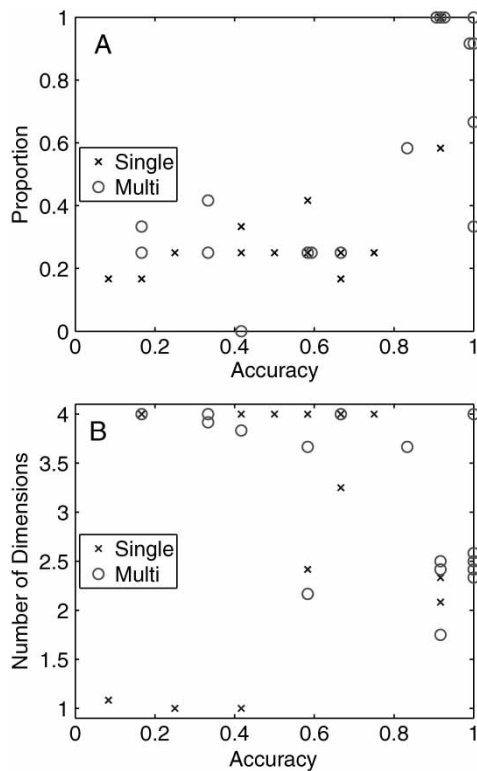 A
1
0.8
0.6
0.4
0.2
0
Proportion
× Single
○ Multi
0 0.2 0.4 0.6 0.8 1
Accuracy
B
4
3.5
3
2.5
2
1.5
1
Number of Dimensions
× Single
○ Multi
0 0.2 0.4 0.6 0.8 1
Accuracy